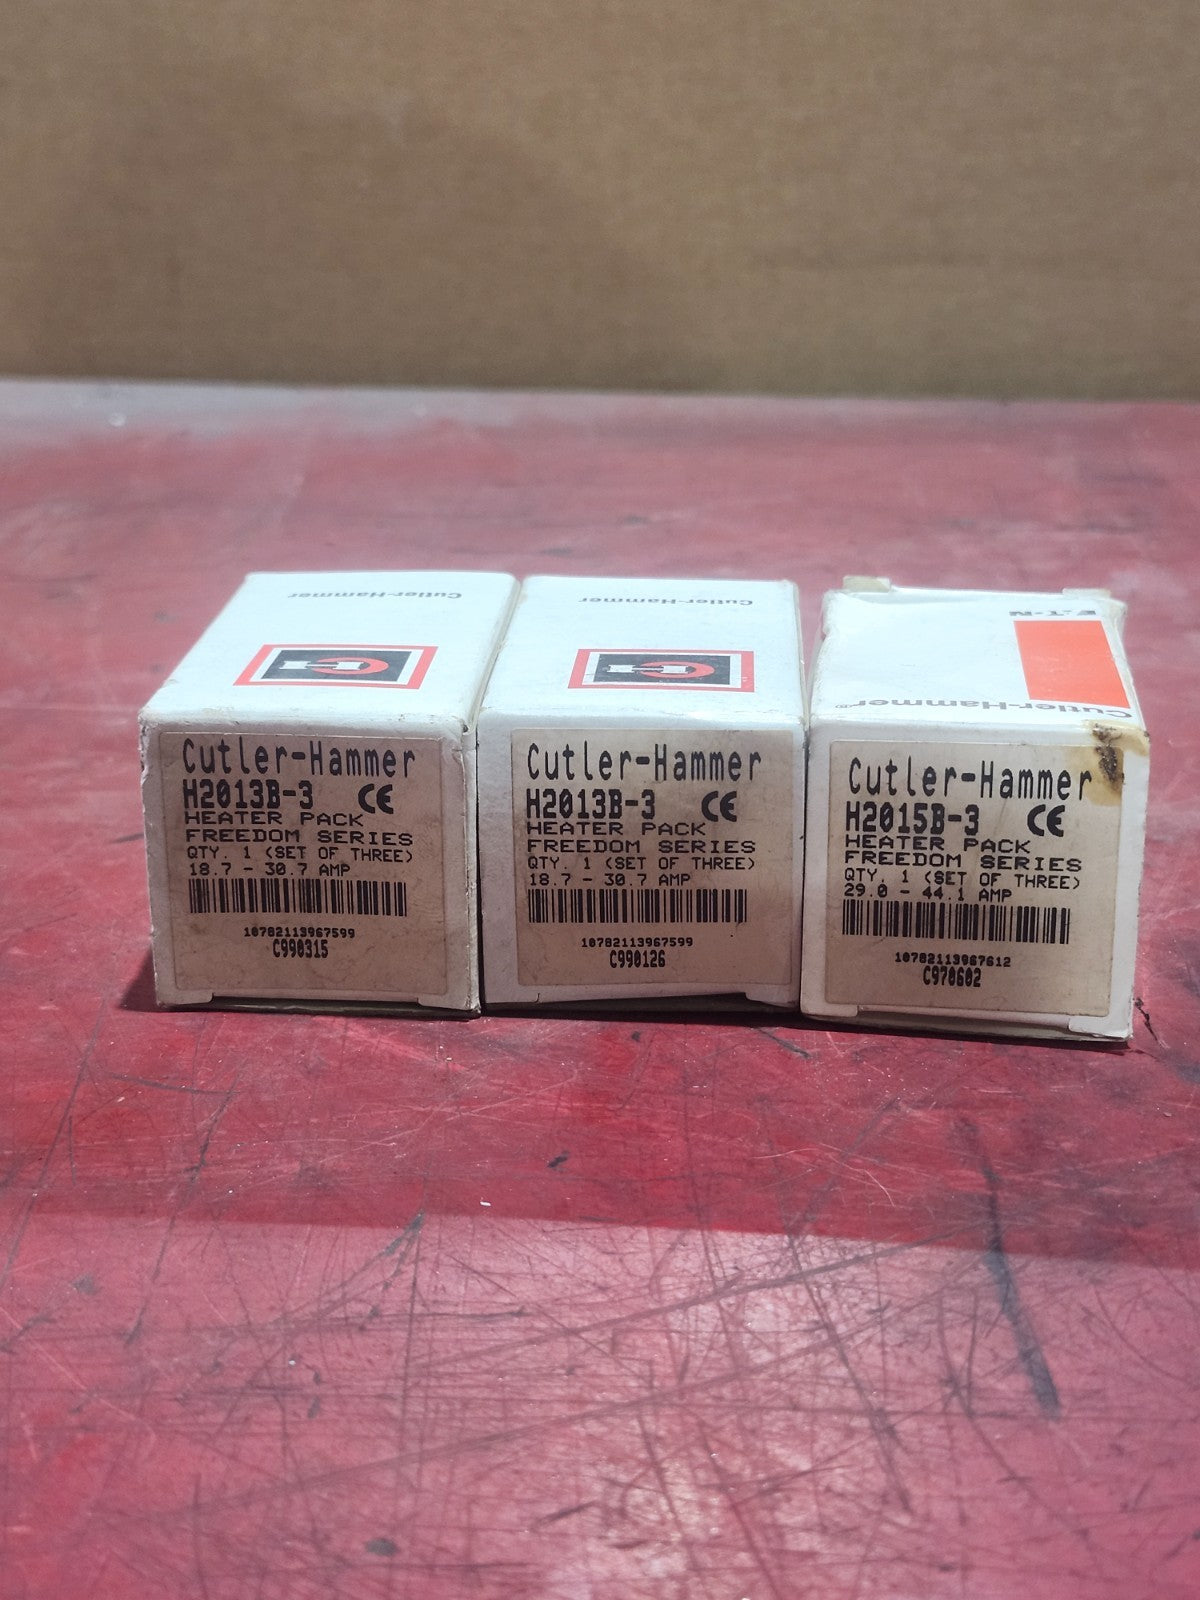 Cutler-Hammer
CH
Cutler-Hammer
H2013B-3 CE
HEATER PACK
FREEDOM SERIES
QTY. 1 (SET OF THREE)
18.7 - 30.7 AMP
10782113967599
C990315
Cutler-Hammer
CH
Cutler-Hammer
H2013B-3 CE
HEATER PACK
FREEDOM SERIES
QTY. 1 (SET OF THREE)
18.7 - 30.7 AMP
10782113967599
C990126
E·T·N
Cutler-Hammer®
Cutler-Hammer
H2015B-3 CE
HEATER PACK
FREEDOM SERIES
QTY. 1 (SET OF THREE)
29.0 - 44.1 AMP
10782113967612
C970602